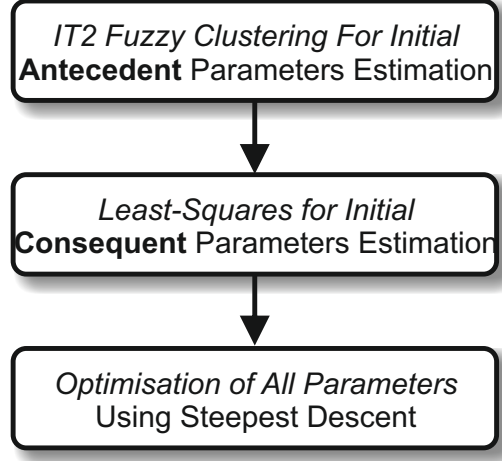 IT2 Fuzzy Clustering For Initial
Antecedent Parameters Estimation
Least-Squares for Initial
Consequent Parameters Estimation
Optimisation of All Parameters
Using Steepest Descent